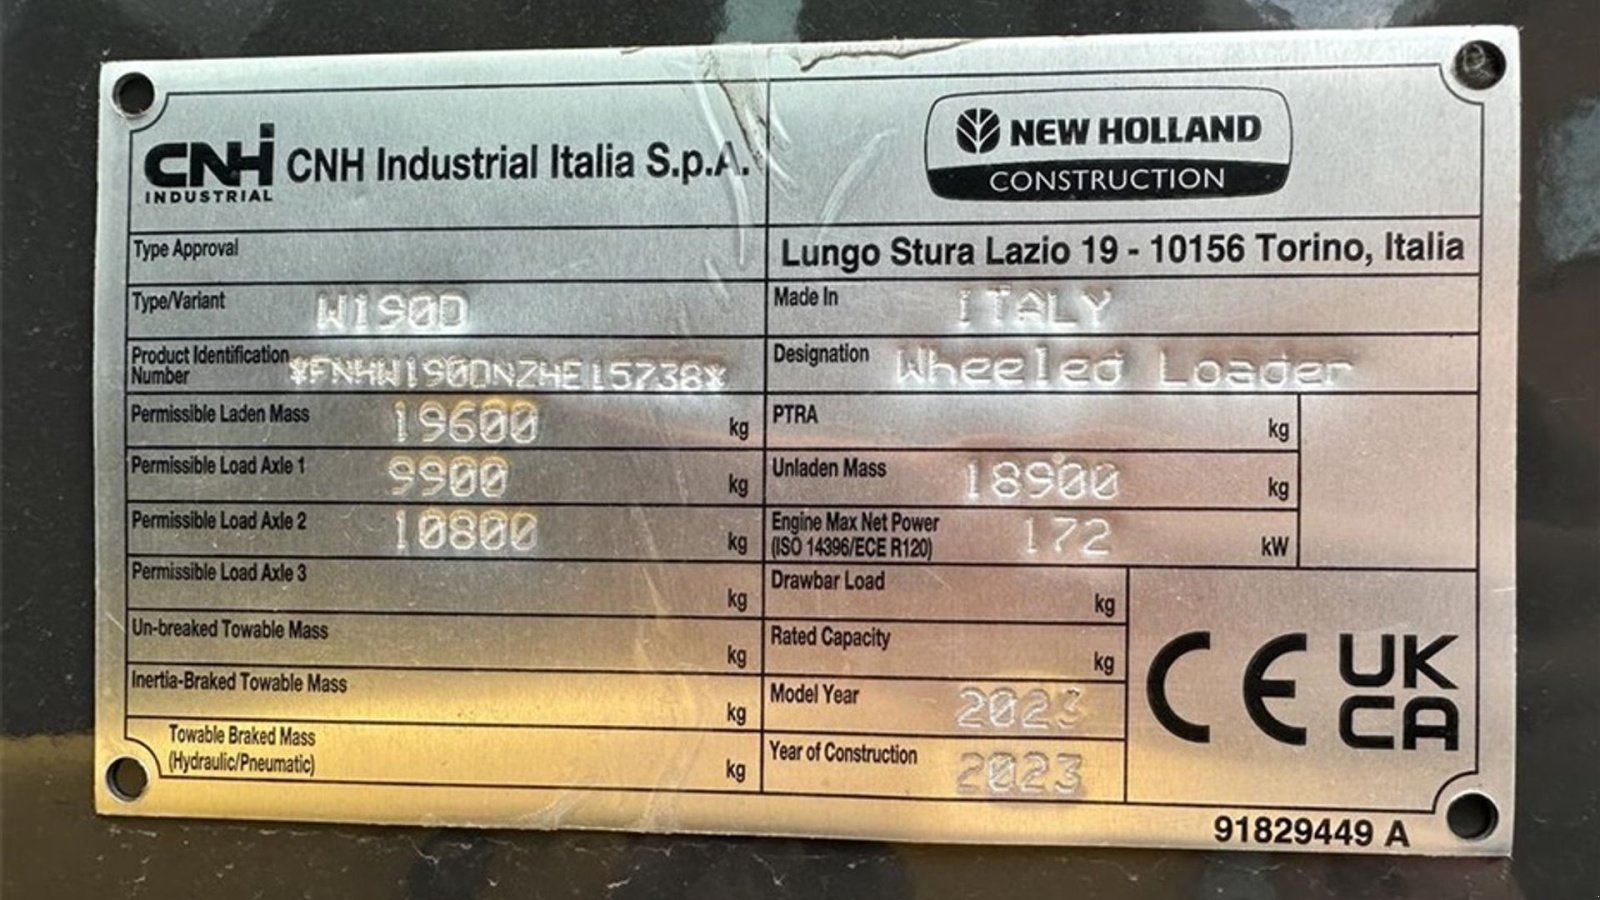 CNH INDUSTRIAL CNH Industrial Italia S.p.A.
NEW HOLLAND
CONSTRUCTION
Type Approval
Lungo Stura Lazio 19 - 10156 Torino, Italia
Type/Variant W190D
Made In ITALY
Product Identification Number *FNHW190DNZHE15738*
Designation Wheeled Loader
Permissible Laden Mass 19600 kg
PTRA kg
Permissible Load Axle 1 9900 kg
Unladen Mass 18900 kg
Permissible Load Axle 2 10800 kg
Engine Max Net Power
(ISO 14396/ECE R120) 172 kW
Permissible Load Axle 3 kg
Drawbar Load kg
Un-breaked Towable Mass kg
Rated Capacity kg
Inertia-Braked Towable Mass kg
Model Year 2023
Towable Braked Mass
(Hydraulic/Pneumatic) kg
Year of Construction 2023
CE UK
CA
91829449 A